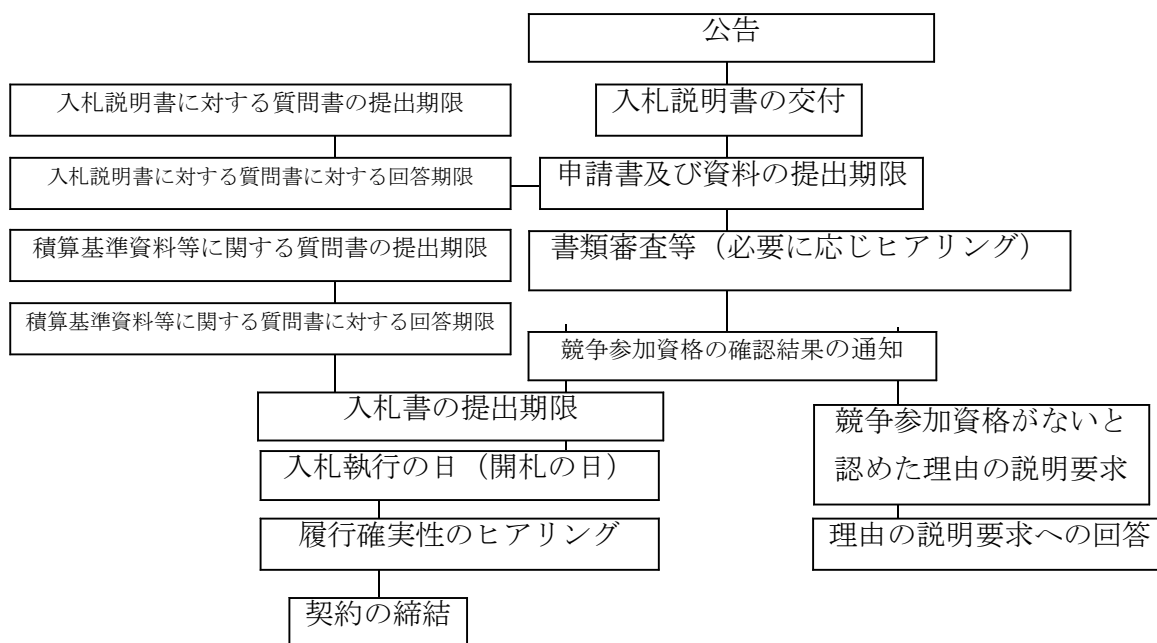 公告
入札説明書に対する質問書の提出期限
入札説明書の交付
入札説明書に対する質問書に対する回答期限
申請書及び資料の提出期限
積算基準資料等に関する質問書の提出期限
書類審査等（必要に応じヒアリング）
積算基準資料等に関する質問書に対する回答期限
競争参加資格の確認結果の通知
入札書の提出期限
競争参加資格がないと
認めた理由の説明要求
入札執行の日（開札の日）
履行確実性のヒアリング
理由の説明要求への回答
契約の締結